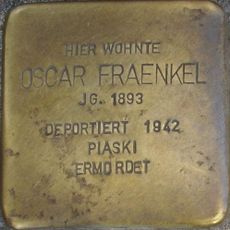 HIER WOHNTE
OSCAR FRAENKEL
JG. 1893
DEPORTIERT 1942
PIASKI
ERMORDET